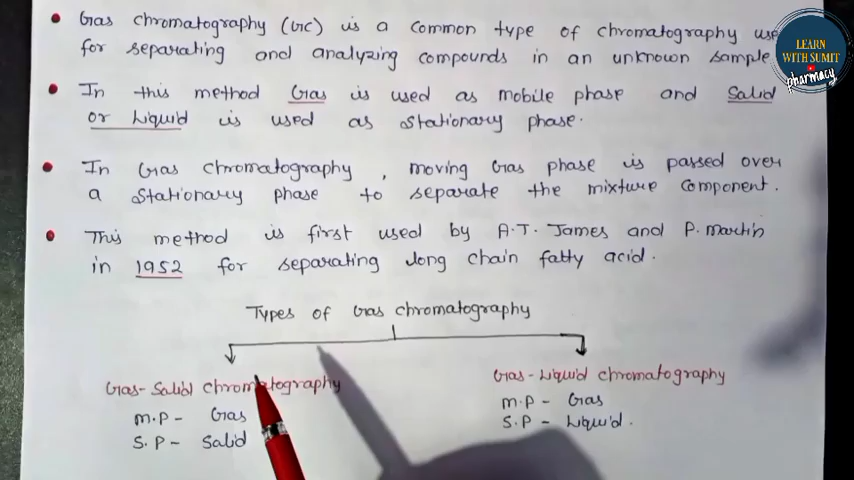 Gas chromatography (GC) is a common type of chromatography use
for separating and analyzing compounds in an unknown sample
In this method Gas is used as mobile phase and Salid
or Liquid is used as stationary phase.
In Gas chromatography, moving Gas phase is passed over
a stationary phase to separate the mixture component.
This method is first used by A.T. James and P. martin
in 1952 for separating long chain fatty acid.
Types of Gas chromatography
Gas-Salid chromatography
M.P - Gas
S.P - Salid
Gas-Liquid chromatography
M.P - Gas
S.P - Liquid.
LEARN
WITH SUMIT
pharmacy